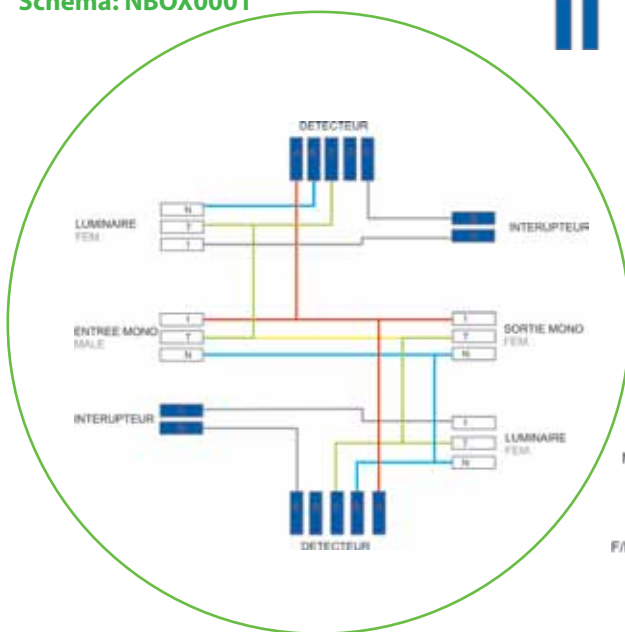 Schéma: NBOX0001
DETECTEUR
N
LUMINAIRE
FEM
T
1
INTERUPTEUR
1
ENTREE MONO
MALE
T
N
1
SORTIE MONO
FEM
T
N
INTERUPTEUR
1
LUMINAIRE
FEM
T
N
DETECTEUR
F/